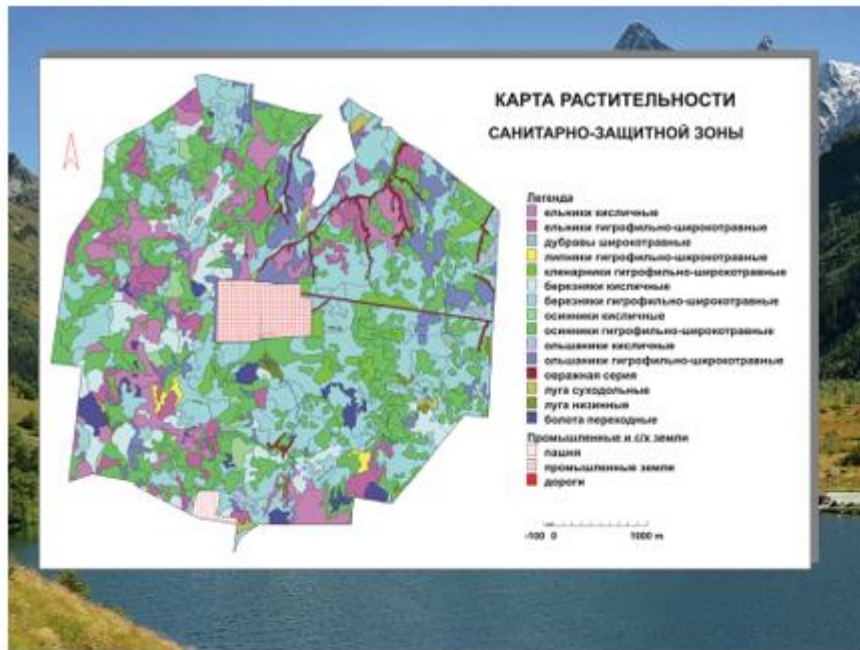 КАРТА РАСТИТЕЛЬНОСТИ
САНИТАРНО-ЗАЩИТНОЙ ЗОНЫ
Легенда
ельники кисличные
ельники гигрофильно-широкотравные
дубравы широкотравные
липняки гигрофильно-широкотравные
кленарники гигрофильно-широкотравные
березняки кисличные
березняки гигрофильно-широкотравные
осинники кисличные
осинники гигрофильно-широкотравные
ольшаники кисличные
ольшаники гигрофильно-широкотравные
овражная серия
луга суходольные
луга низинные
болота переходные
Промышленные и с/х земли
пашня
промышленные земли
дороги
-100 0 1000 m